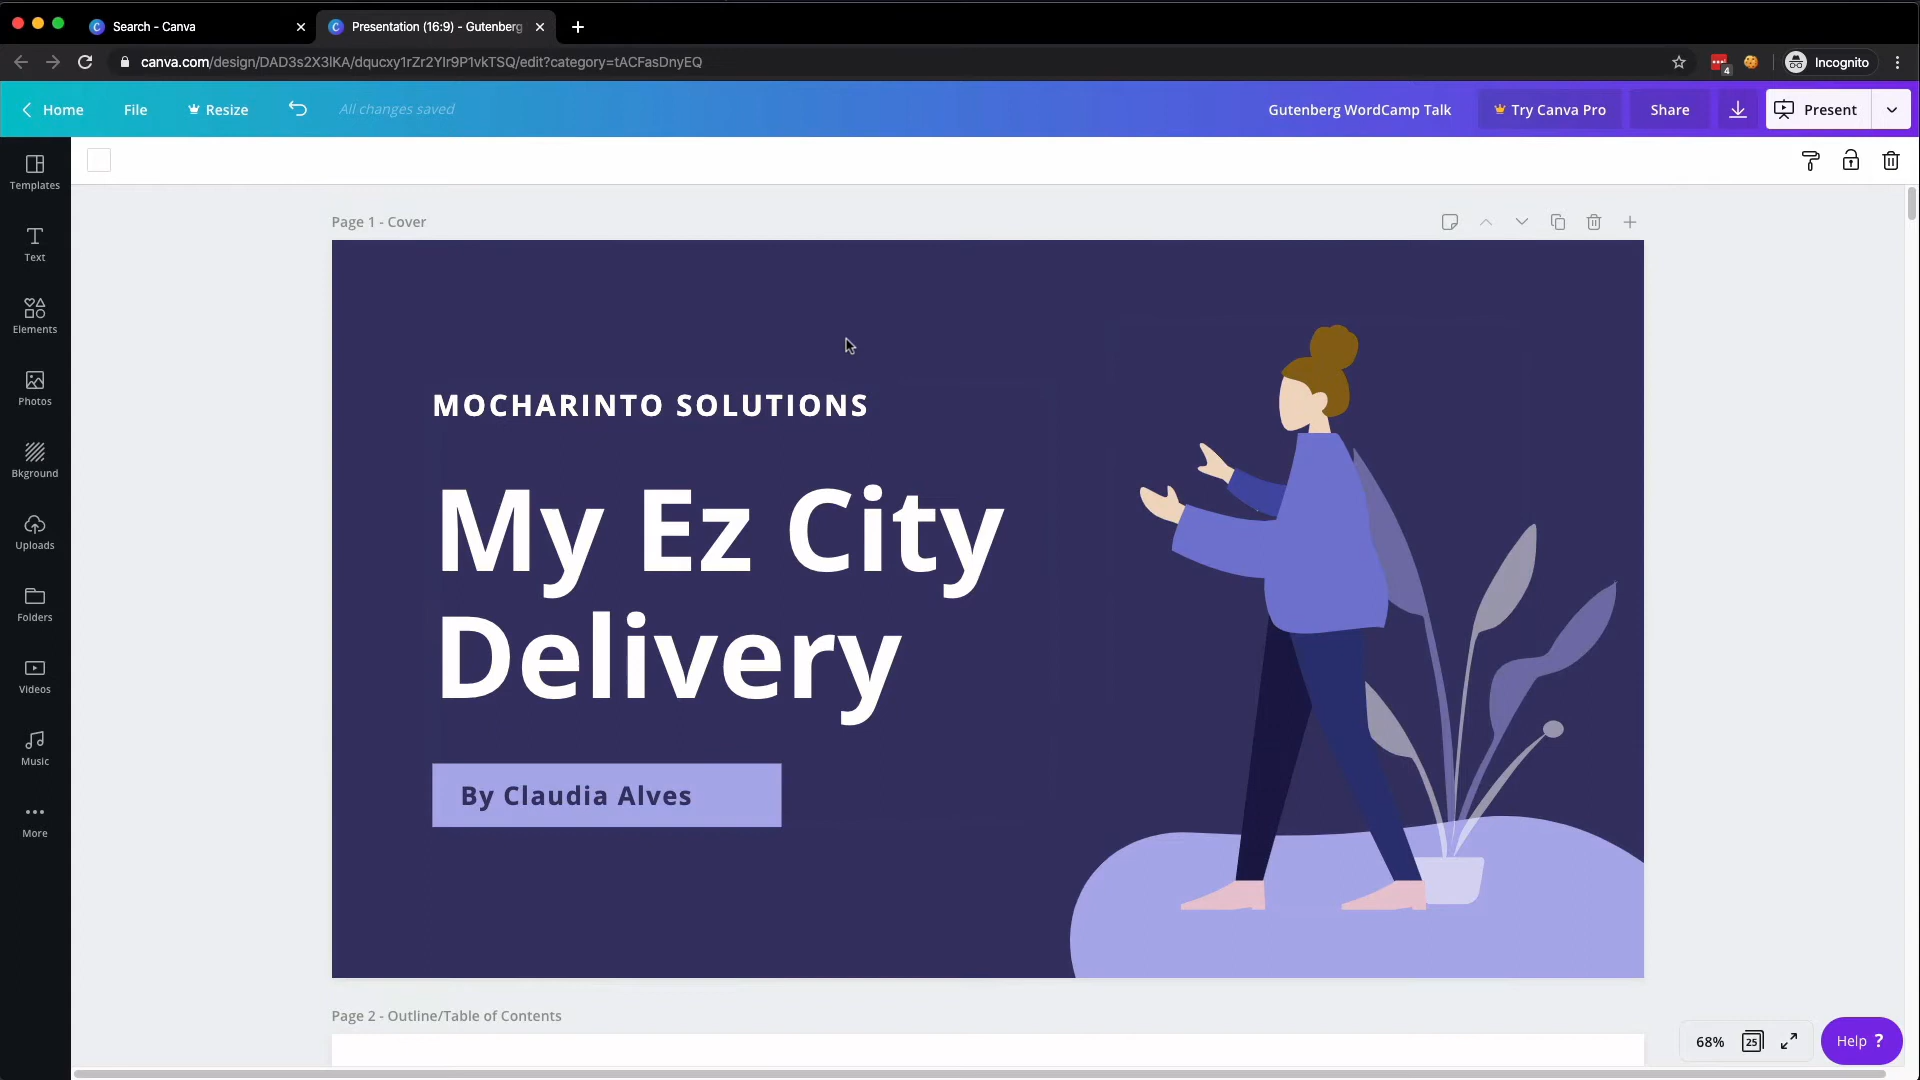 Search - Canva
Presentation (16:9) - Gutenberg
canva.com/design/DAD3s2X3lKA/dqucxy1rZr2YIr9P1vkTSQ/edit?category=tACFasDnyEQ
4
Incognito
Home
File
Resize
All changes saved
Gutenberg WordCamp Talk
Try Canva Pro
Share
Present
Templates
Text
Elements
Photos
Bkground
Uploads
Folders
Videos
Music
More
Page 1 - Cover
MOCHARINTO SOLUTIONS
My Ez City
Delivery
By Claudia Alves
Page 2 - Outline/Table of Contents
68%
25
Help ?